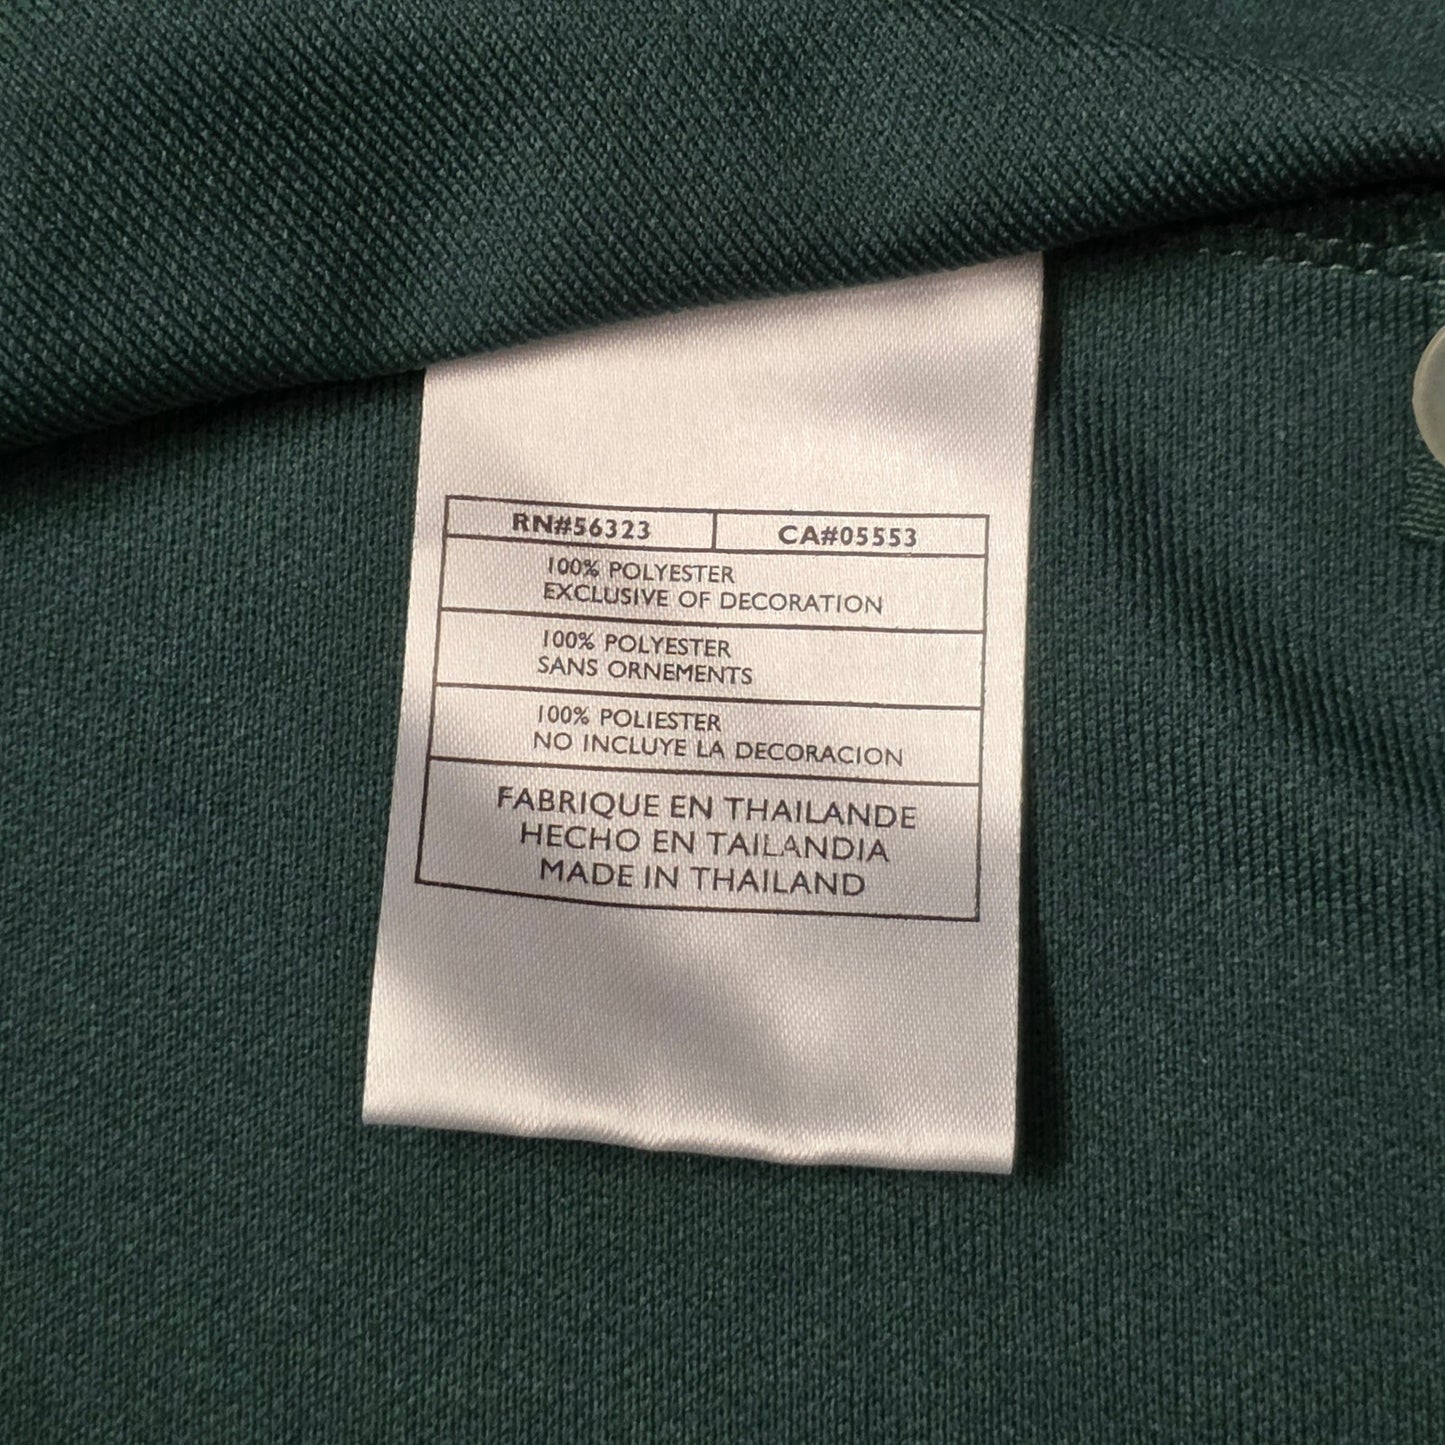 RN#56323 CA#05553
100% POLYESTER
EXCLUSIVE OF DECORATION
100% POLYESTER
SANS ORNEMENTS
100% POLIESTER
NO INCLUYE LA DECORACION
FABRIQUE EN THAILANDE
HECHO EN TAILANDIA
MADE IN THAILAND